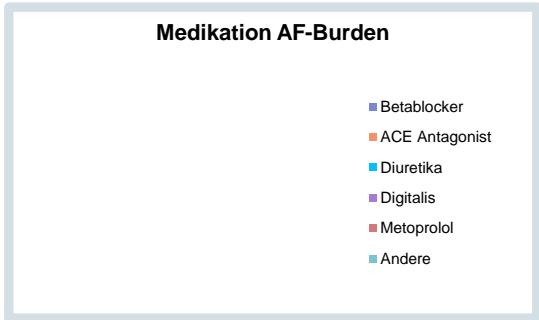 Medikation AF-Burden
Betablocker
ACE Antagonist
Diuretika
Digitalis
Metoprolol
Andere